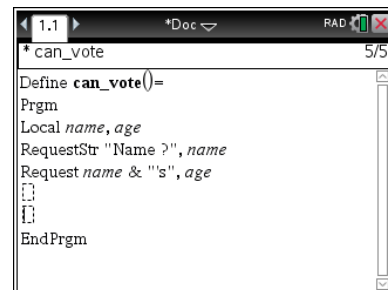 1.1 *Doc RAD
* can_vote 5/5
Define can_vote()=
Prgm
Local name, age
RequestStr "Name ?", name
Request name & "'s", age
EndPrgm